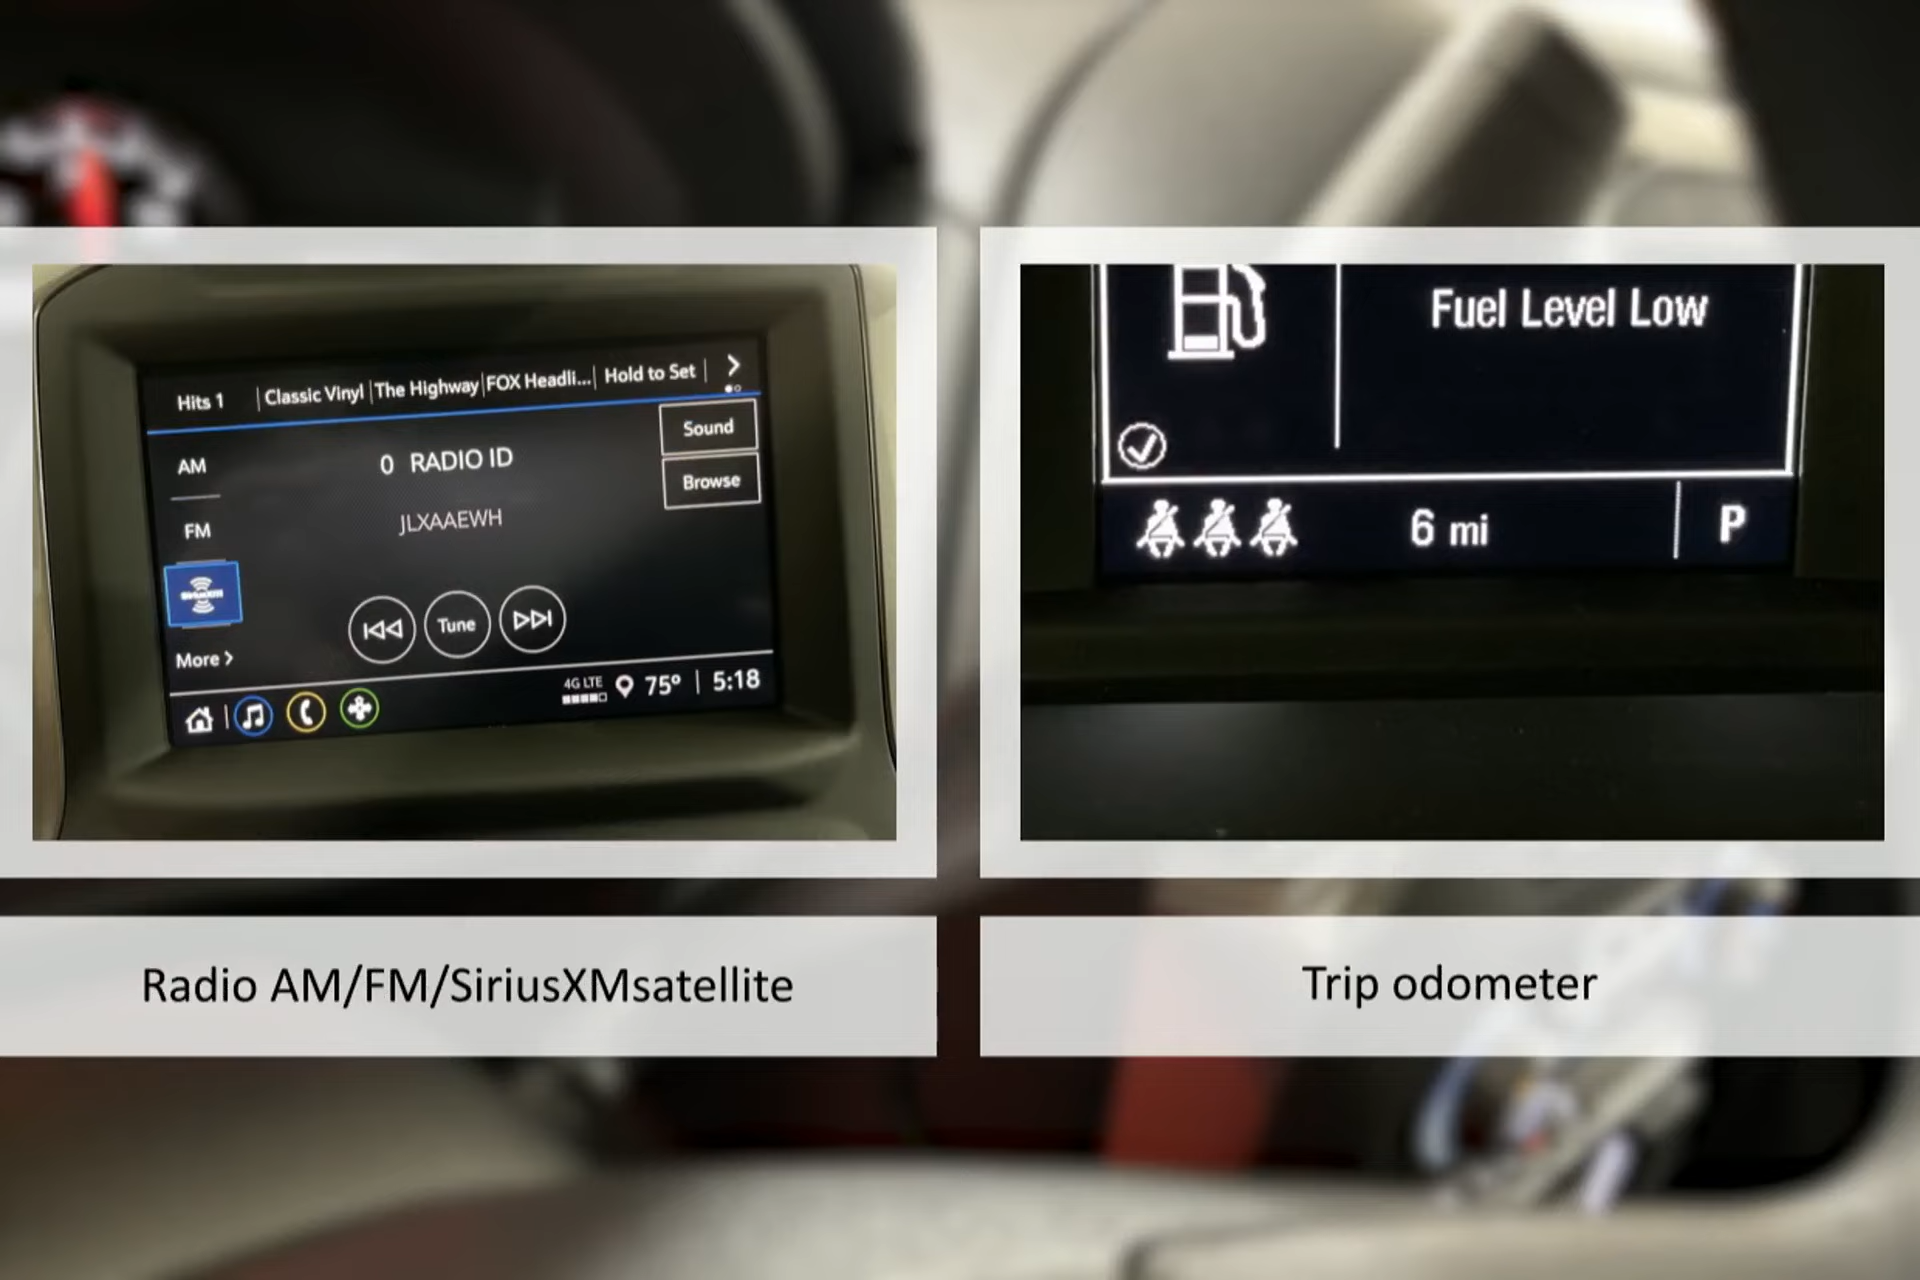 Hits 1 Classic Vinyl The Highway FOX Headli... Hold to Set
AM
0 RADIO ID
Sound
Browse
FM
JLXAAEWH
SiriusXM
Tune
More
4G LTE 75° 5:18
Fuel Level Low
6 mi P
Radio AM/FM/SiriusXMsatellite
Trip odometer